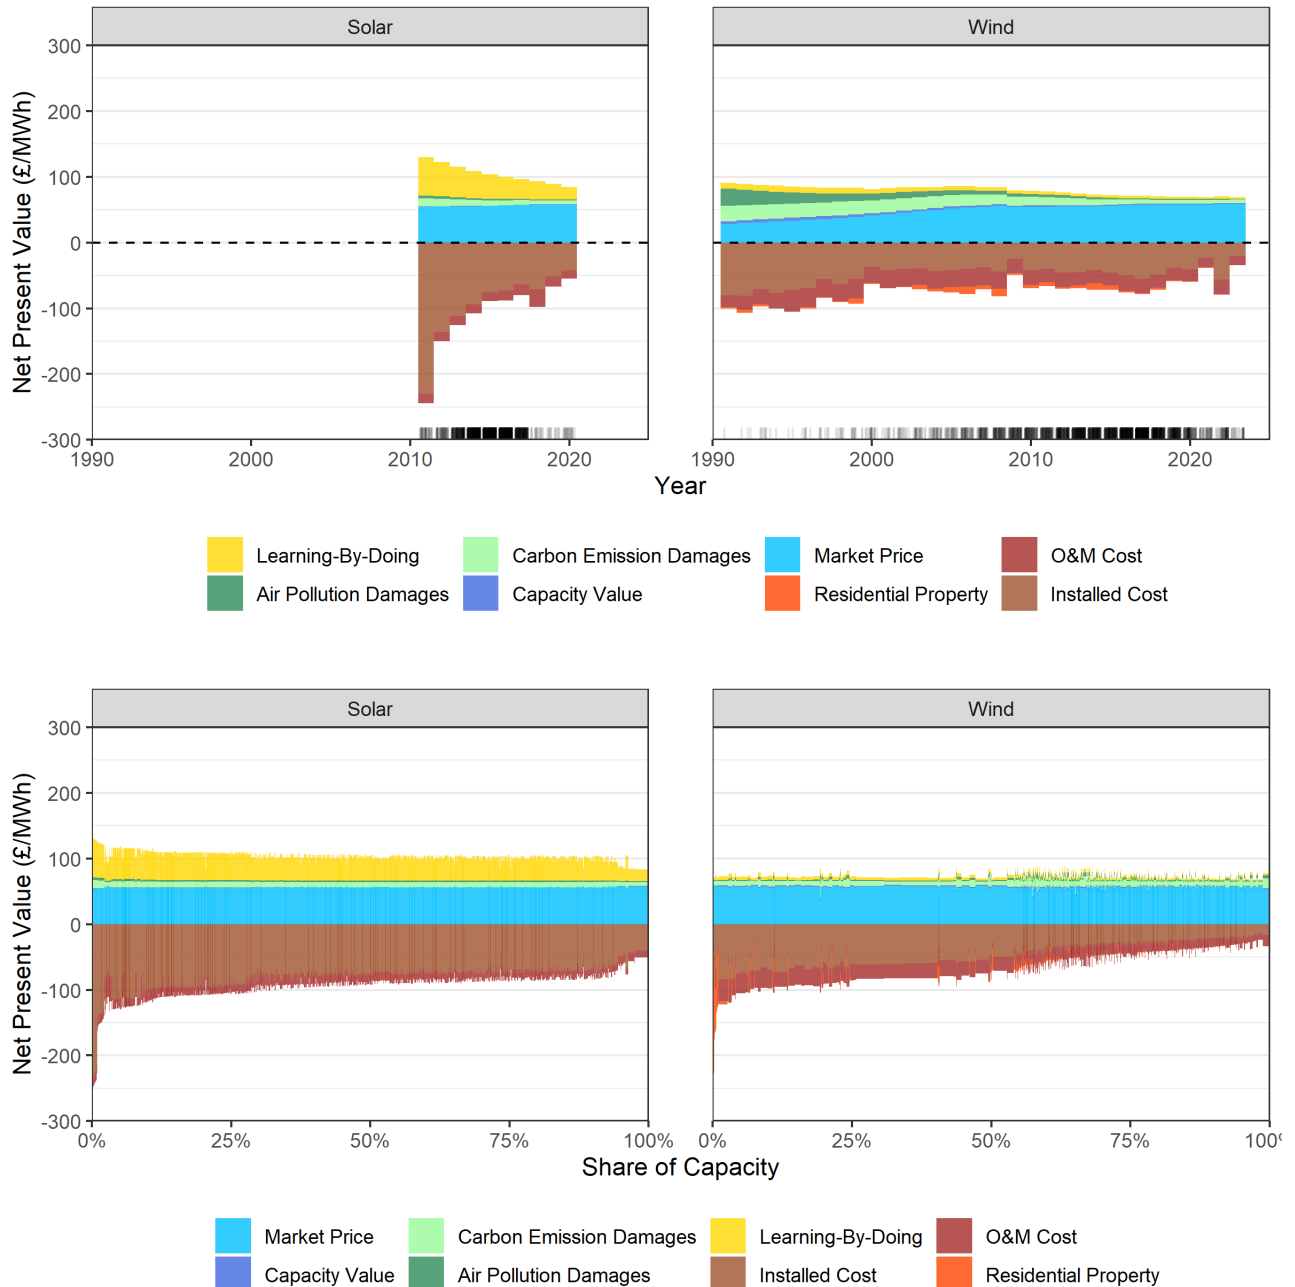 Solar Wind
Net Present Value (£/MWh)
300
200
100
0
-100
-200
-300
1990 2000 2010 2020 1990 2000 2010 2020
Year
Learning-By-Doing Carbon Emission Damages Market Price O&M Cost
Air Pollution Damages Capacity Value Residential Property Installed Cost
Solar Wind
Net Present Value (£/MWh)
300
200
100
0
-100
-200
-300
0% 25% 50% 75% 100% 0% 25% 50% 75% 100%
Share of Capacity
Market Price Carbon Emission Damages Learning-By-Doing O&M Cost
Capacity Value Air Pollution Damages Installed Cost Residential Property